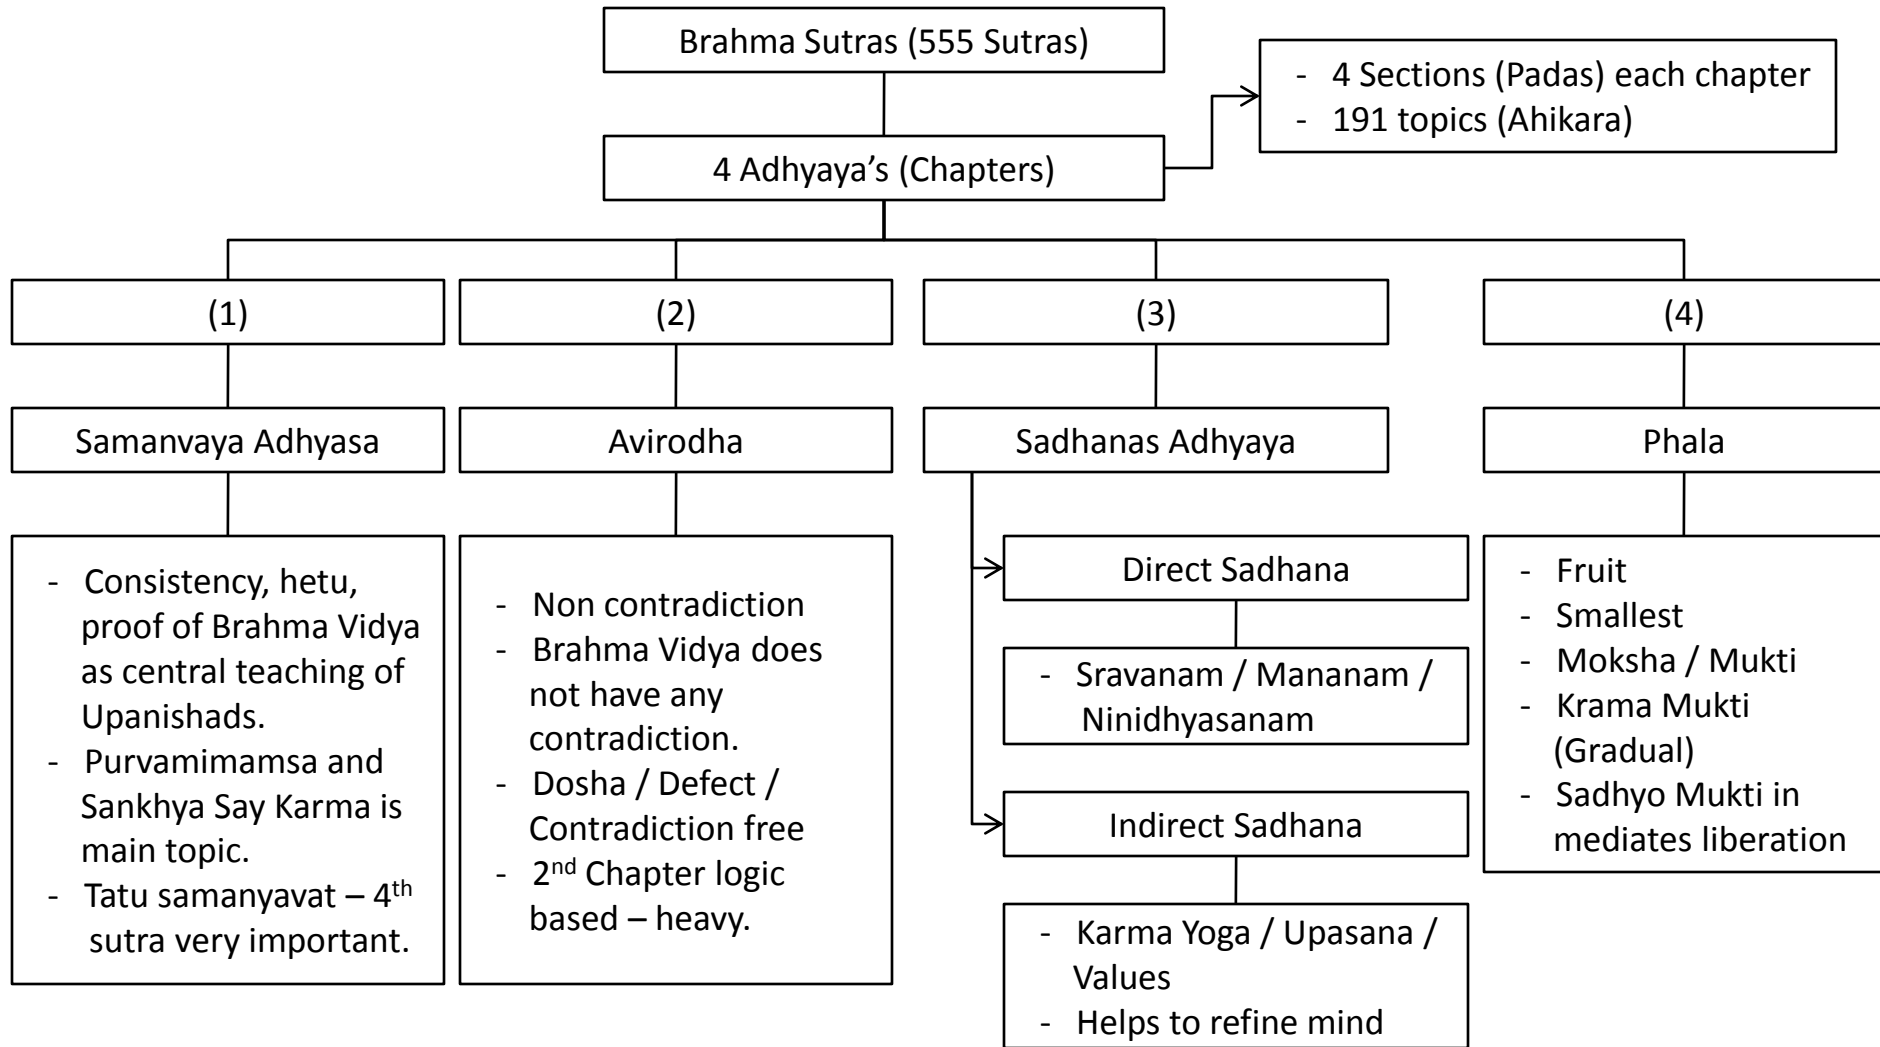 Brahma Sutras (555 Sutras)
- 4 Sections (Padas) each chapter
- 191 topics (Ahikara)
4 Adhyaya’s (Chapters)
(1)
(2)
(3)
(4)
Samanvaya Adhyasa
Avirodha
Sadhanas Adhyaya
Phala
- Consistency, hetu,
proof of Brahma Vidya
as central teaching of
Upanishads.
- Purvamimamsa and
Sankhya Say Karma is
main topic.
- Tatu samanyavat – 4th
sutra very important.
- Non contradiction
- Brahma Vidya does
not have any
contradiction.
- Dosha / Defect /
Contradiction free
- 2nd Chapter logic
based – heavy.
Direct Sadhana
- Sravanam / Mananam /
Ninidhyasanam
Indirect Sadhana
- Karma Yoga / Upasana /
Values
- Helps to refine mind
- Fruit
- Smallest
- Moksha / Mukti
- Krama Mukti
(Gradual)
- Sadhyo Mukti in
mediates liberation